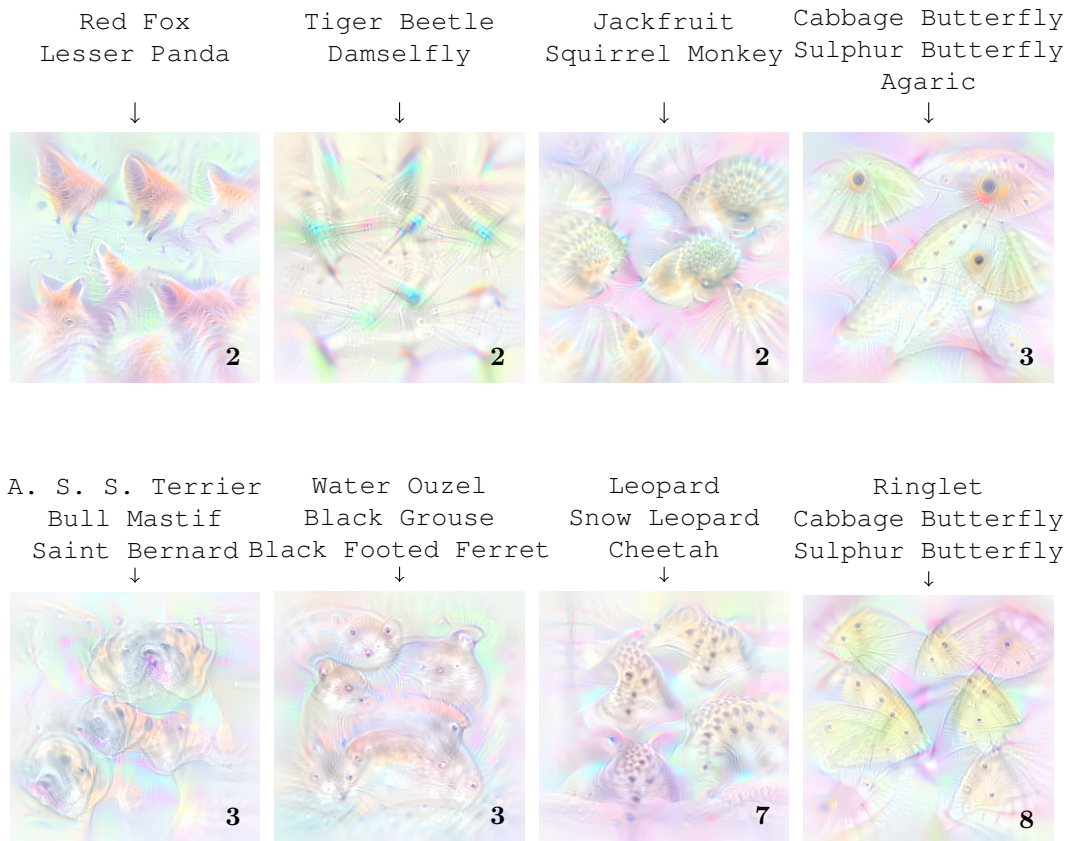 Red Fox
Lesser Panda
↓
2
Tiger Beetle
Damselfly
↓
2
Jackfruit
Squirrel Monkey
↓
2
Cabbage Butterfly
Sulphur Butterfly
Agaric
↓
3
A. S. S. Terrier
Bull Mastif
Saint Bernard
↓
3
Water Ouzel
Black Grouse
Black Footed Ferret
↓
3
Leopard
Snow Leopard
Cheetah
↓
7
Ringlet
Cabbage Butterfly
Sulphur Butterfly
↓
8